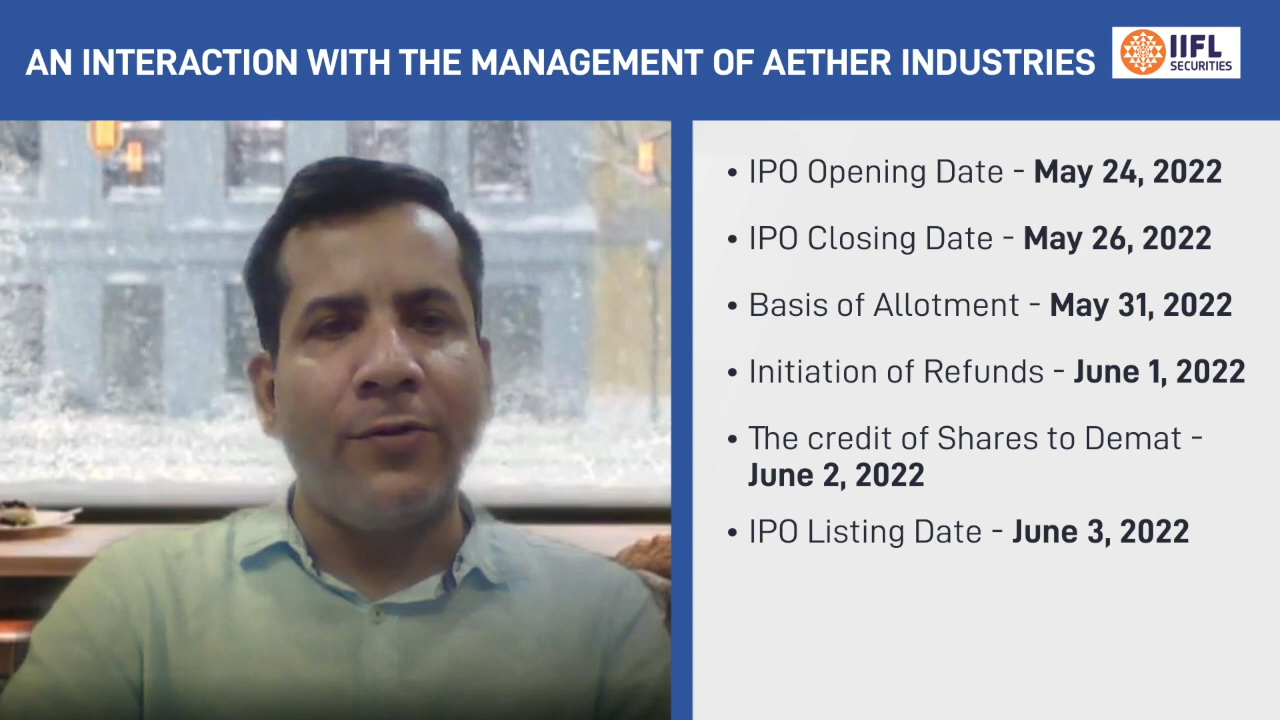 AN INTERACTION WITH THE MANAGEMENT OF AETHER INDUSTRIES
IIFL
SECURITIES
• IPO Opening Date - May 24, 2022
• IPO Closing Date - May 26, 2022
• Basis of Allotment - May 31, 2022
• Initiation of Refunds - June 1, 2022
• The credit of Shares to Demat -
June 2, 2022
• IPO Listing Date - June 3, 2022